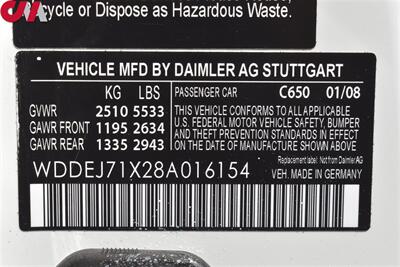 cycle or Dispose as Hazardous Waste.
VEHICLE MFD BY DAIMLER AG STUTTGART
KG LBS PASSENGER CAR C650 01/08
GVWR 2510 5533
GAWR FRONT 1195 2634
GAWR REAR 1335 2943
THIS VEHICLE CONFORMS TO ALL APPLICABLE
U.S. FEDERAL MOTOR VEHICLE SAFETY, BUMPER
AND THEFT PREVENTION STANDARDS IN EFFECT
ON THE DATE OF MANUFACTURE SHOWN ABOVE.
Replacement label - Not from Daimler AG
WDDEJ71X28A016154 VEH. MADE IN GERMANY